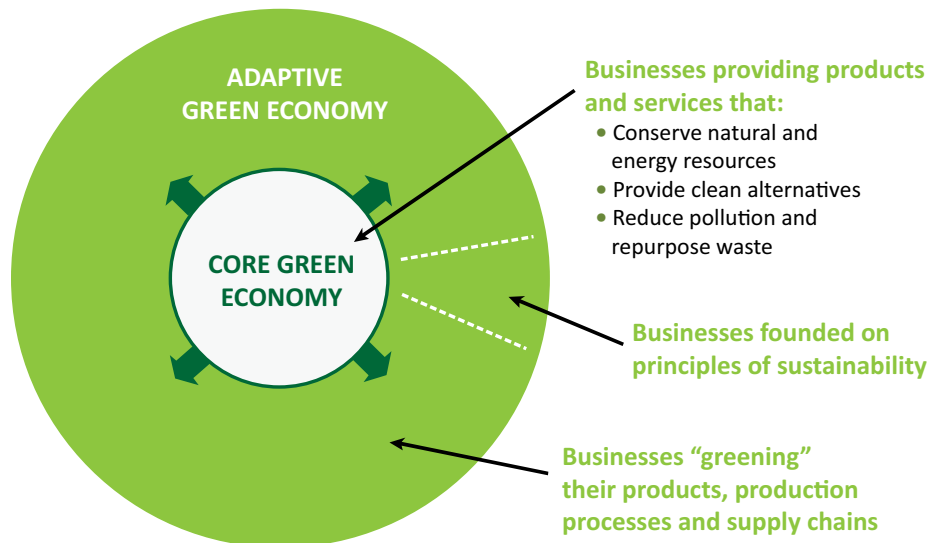 ADAPTIVE
GREEN ECONOMY
CORE GREEN
ECONOMY
Businesses providing products
and services that:
• Conserve natural and
energy resources
• Provide clean alternatives
• Reduce pollution and
repurpose waste
Businesses founded on
principles of sustainability
Businesses “greening”
their products, production
processes and supply chains